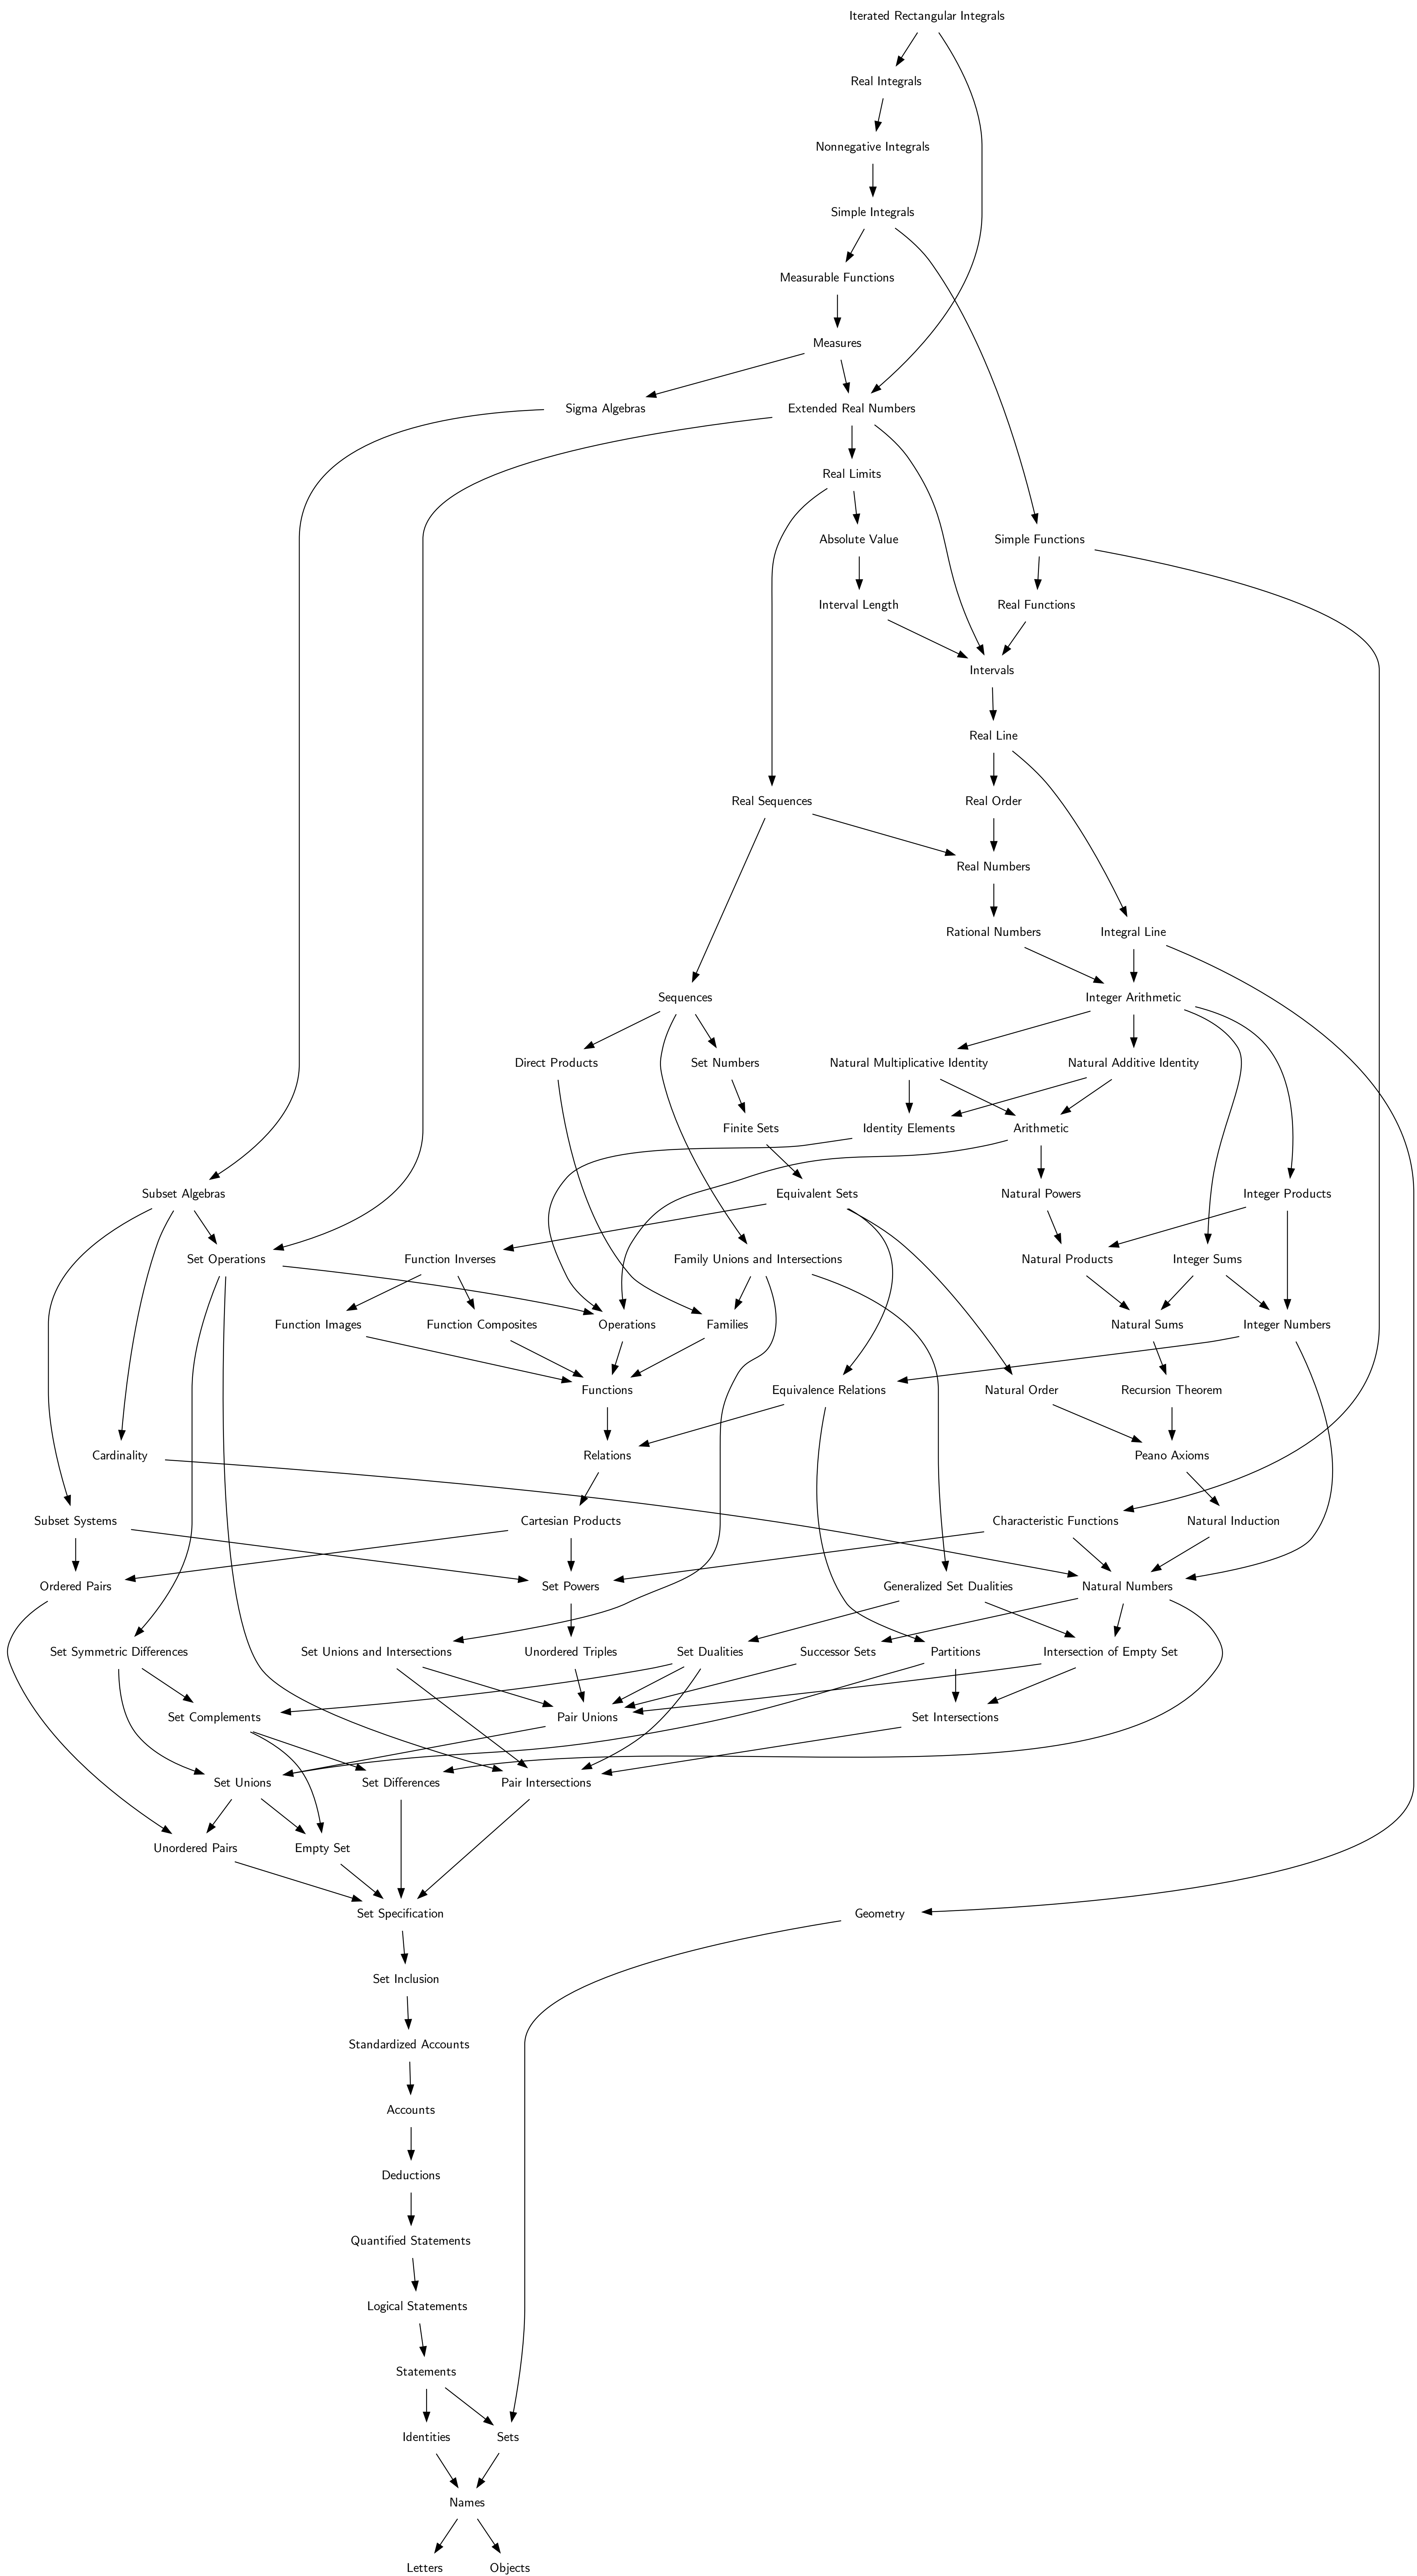 Iterated Rectangular Integrals
Real Integrals
Nonnegative Integrals
Simple Integrals
Measurable Functions
Measures
Sigma Algebras
Extended Real Numbers
Real Limits
Absolute Value
Simple Functions
Interval Length
Real Functions
Intervals
Real Line
Real Sequences
Real Order
Real Numbers
Rational Numbers
Integral Line
Sequences
Integer Arithmetic
Direct Products
Set Numbers
Natural Multiplicative Identity
Natural Additive Identity
Finite Sets
Identity Elements
Arithmetic
Subset Algebras
Equivalent Sets
Natural Powers
Integer Products
Set Operations
Function Inverses
Family Unions and Intersections
Natural Products
Integer Sums
Function Images
Function Composites
Operations
Families
Natural Sums
Integer Numbers
Functions
Equivalence Relations
Natural Order
Recursion Theorem
Cardinality
Relations
Peano Axioms
Subset Systems
Cartesian Products
Characteristic Functions
Natural Induction
Ordered Pairs
Set Powers
Generalized Set Dualities
Natural Numbers
Set Symmetric Differences
Set Unions and Intersections
Unordered Triples
Set Dualities
Successor Sets
Partitions
Intersection of Empty Set
Set Complements
Pair Unions
Set Intersections
Set Unions
Set Differences
Pair Intersections
Unordered Pairs
Empty Set
Set Specification
Geometry
Set Inclusion
Standardized Accounts
Accounts
Deductions
Quantified Statements
Logical Statements
Statements
Identities
Sets
Names
Letters
Objects